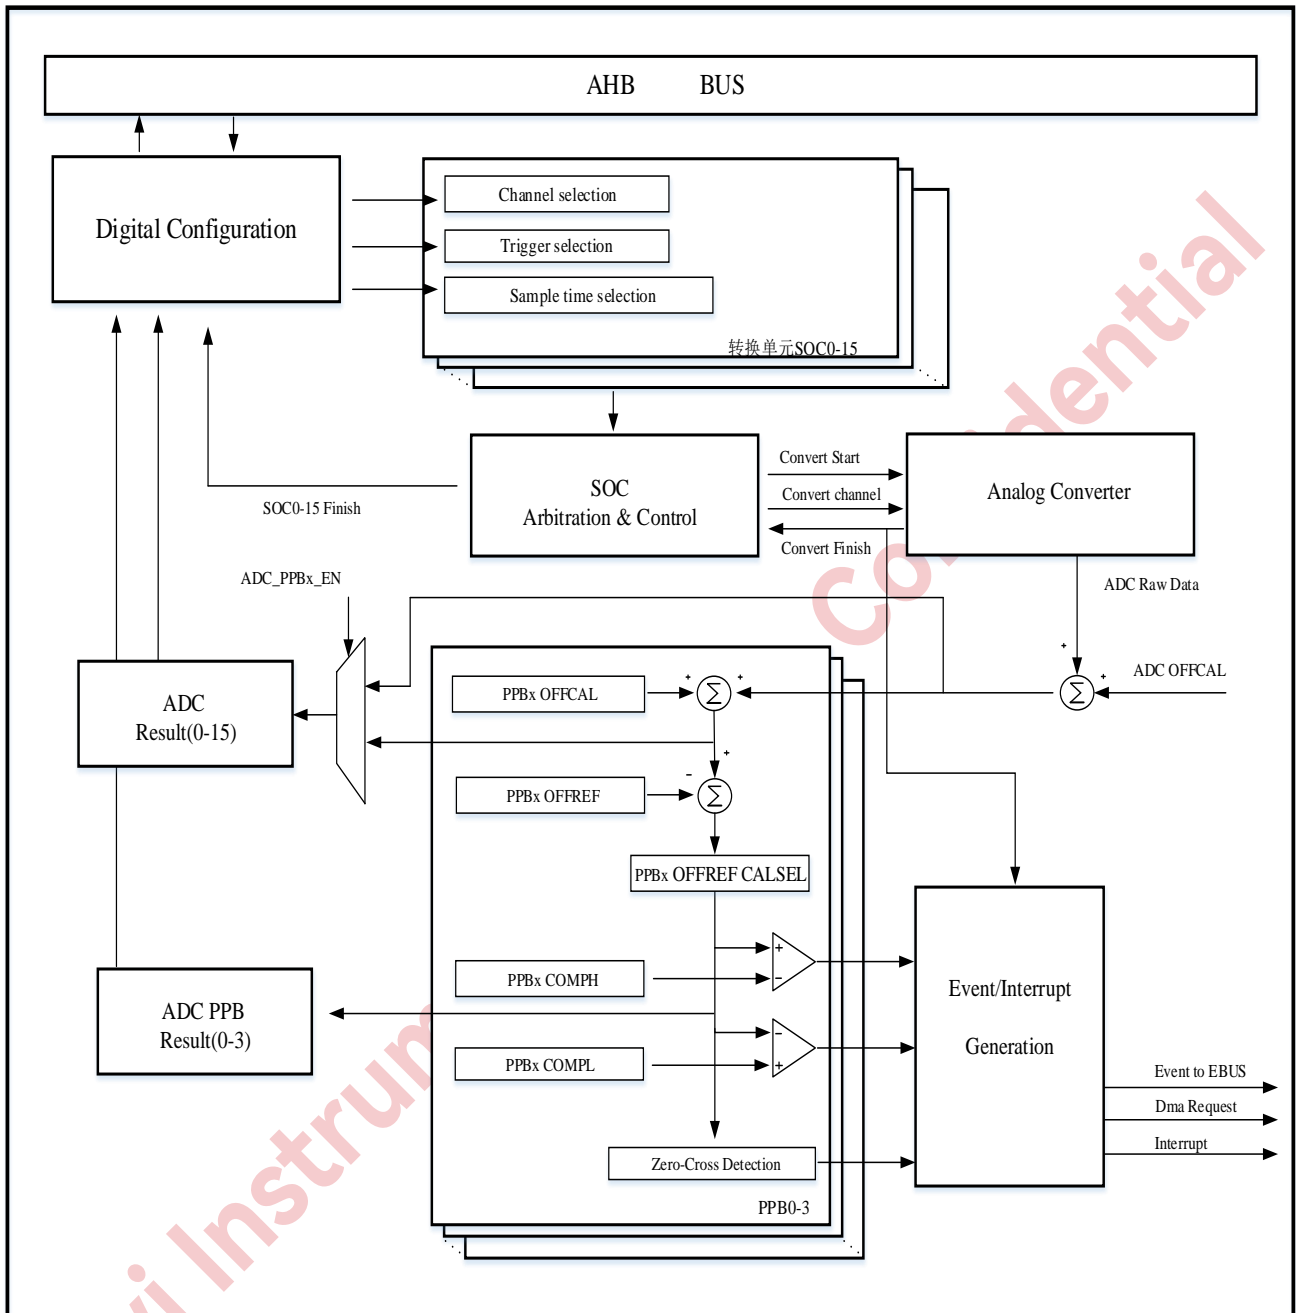 AHB BUS
Digital Configuration
Channel selection
Trigger selection
Sample time selection
转换单元SOC0-15
SOC
Arbitration & Control
Convert Start
Convert channel
Convert Finish
Analog Converter
SOC0-15 Finish
ADC_PPBx_EN
ADC Raw Data
ADC OFFCAL
+
+
ADC
Result(0-15)
PPBx OFFCAL
+
Σ
+
Σ
+
PPBx OFFREF
-
Σ
PPBx OFFREF CALSEL
PPBx COMPH
+
-
ADC PPB
Result(0-3)
PPBx COMPL
-
+
Event/Interrupt
Generation
Event to EBUS
Dma Request
Interrupt
Zero-Cross Detection
PPB0-3
Confidential
vi Instrum